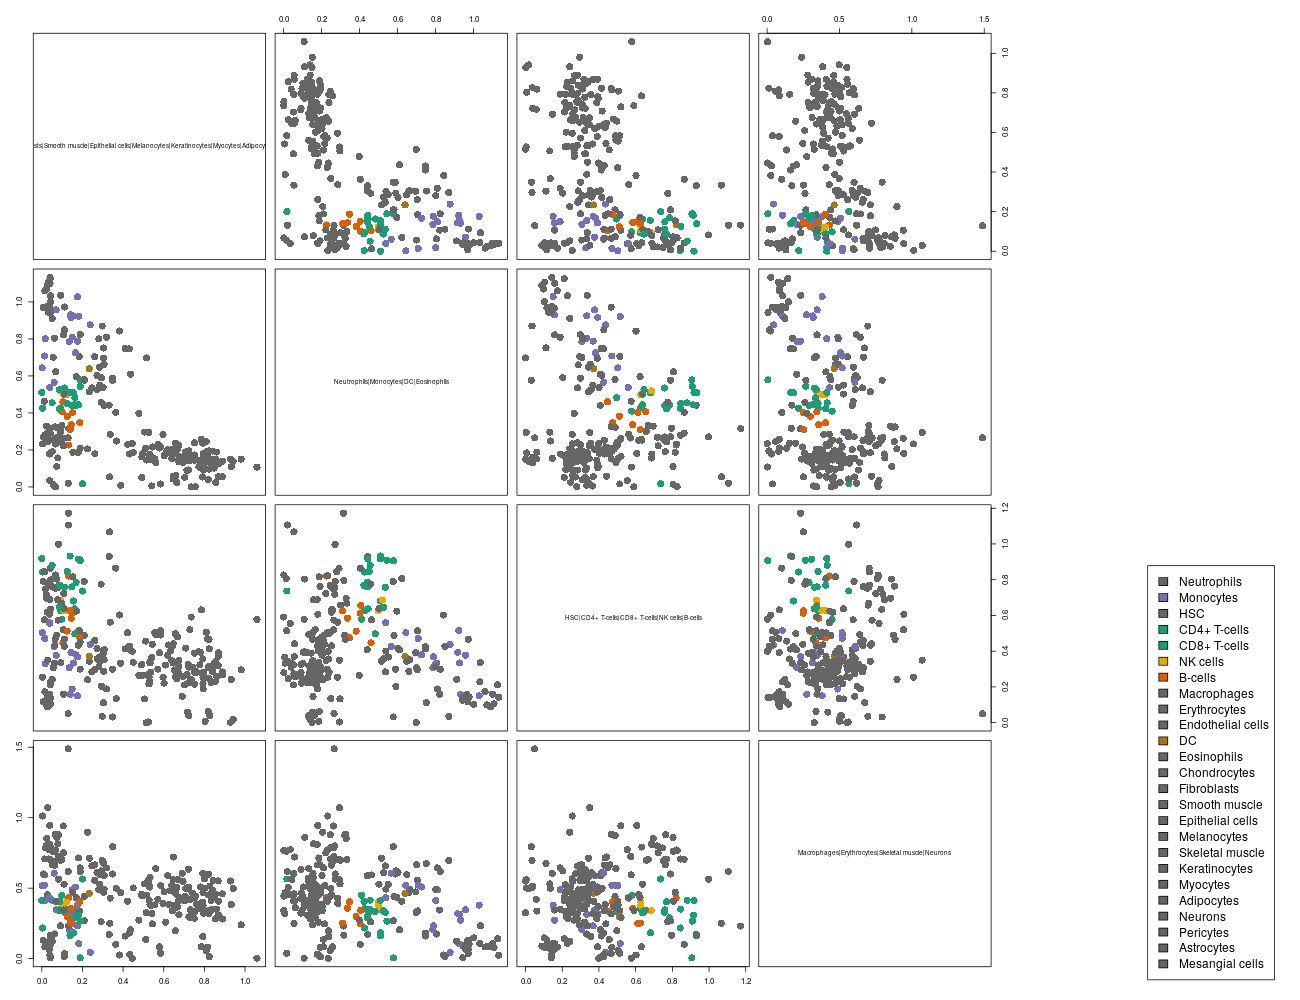 0.0 0.2 0.4 0.6 0.8 1.0
0.0 0.5 1.0 1.5
sts|Smooth muscle|Epithelial cells|Melanocytes|Keratinocytes|Myocytes|Adipocy
0.0 0.2 0.4 0.6 0.8 1.0
0.0 0.2 0.4 0.6 0.8 1.0
Neutrophils|Monocytes|DC|Eosinophils
HSC|CD4+ T-cells|CD8+ T-cells|NK cells|B-cells
0.0 0.2 0.4 0.6 0.8 1.0 1.2
0.0 0.5 1.0 1.5
Macrophages|Erythrocytes|Skeletal muscle|Neurons
0.0 0.2 0.4 0.6 0.8 1.0
0.0 0.2 0.4 0.6 0.8 1.0 1.2
Neutrophils
Monocytes
HSC
CD4+ T-cells
CD8+ T-cells
NK cells
B-cells
Macrophages
Erythrocytes
Endothelial cells
DC
Eosinophils
Chondrocytes
Fibroblasts
Smooth muscle
Epithelial cells
Melanocytes
Skeletal muscle
Keratinocytes
Myocytes
Adipocytes
Neurons
Pericytes
Astrocytes
Mesangial cells